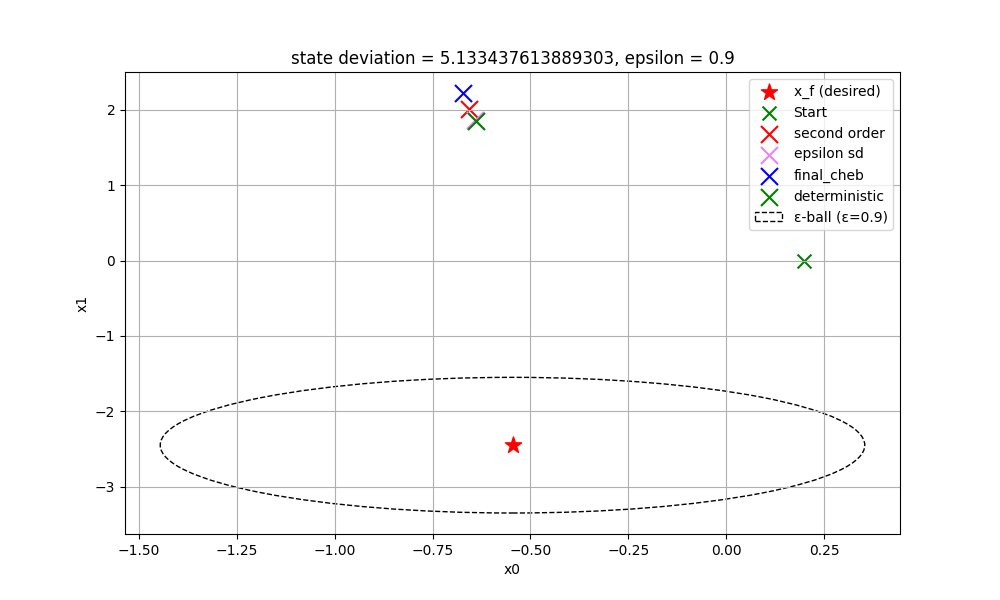 state deviation = 5.133437613889303, epsilon = 0.9
x_f (desired)
Start
second order
epsilon sd
final_cheb
deterministic
ε-ball (ε=0.9)
x1
2
1
0
−1
−2
−3
−1.50
−1.25
−1.00
−0.75
−0.50
−0.25
0.00
0.25
x0